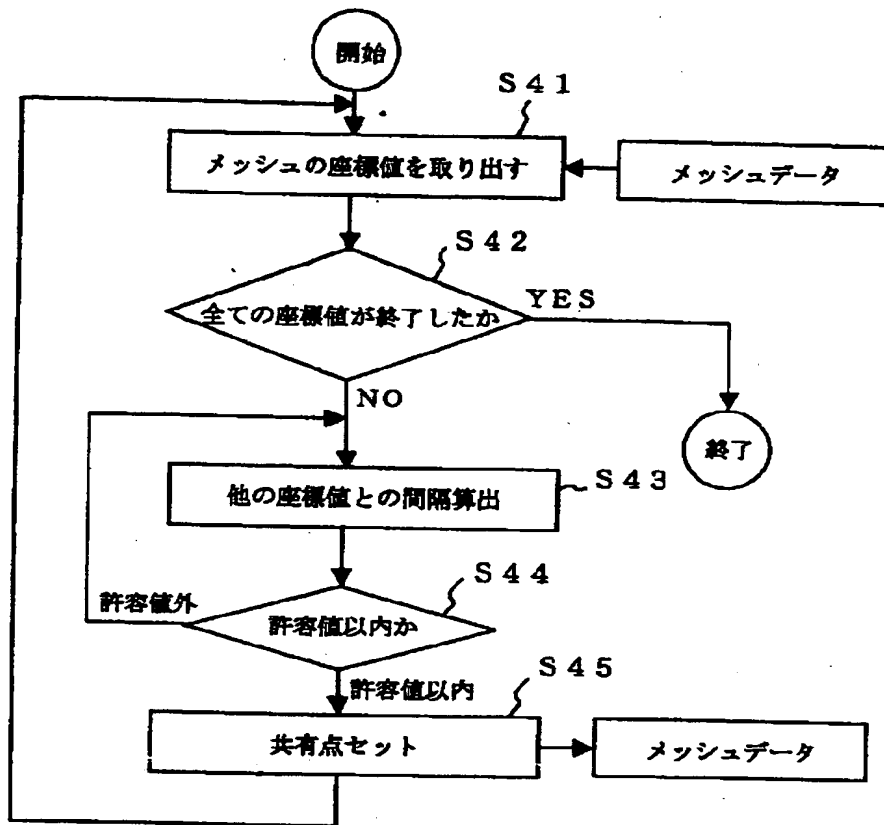 開始
S41
メッシュの座標値を取り出す
メッシュデータ
S42
全ての座標値が終了したか
YES
NO
終了
他の座標値との間隔算出
S43
S44
許容値外
許容値以内か
許容値以内
S45
共有点セット
メッシュデータ